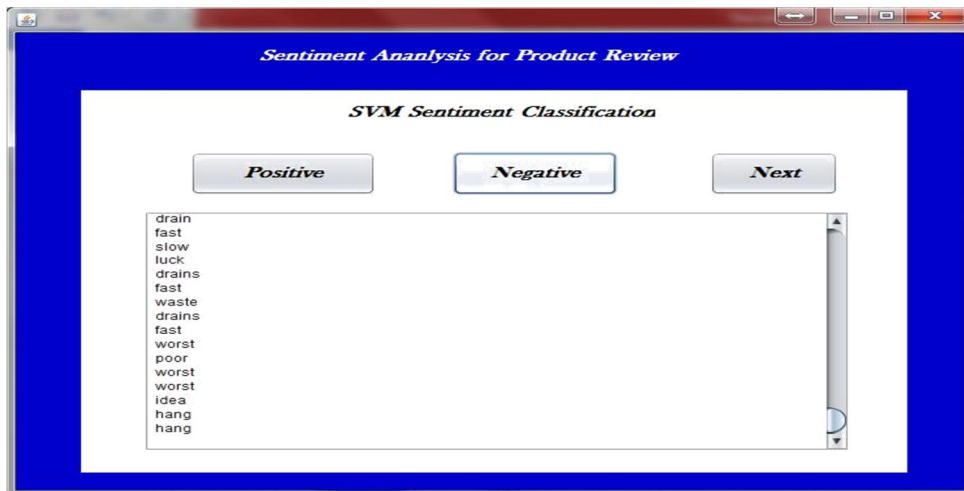 Sentiment Ananlysis for Product Review
SVM Sentiment Classification
Positive Negative Next
drain
fast
slow
luck
drains
fast
waste
drains
fast
worst
poor
worst
worst
idea
hang
hang